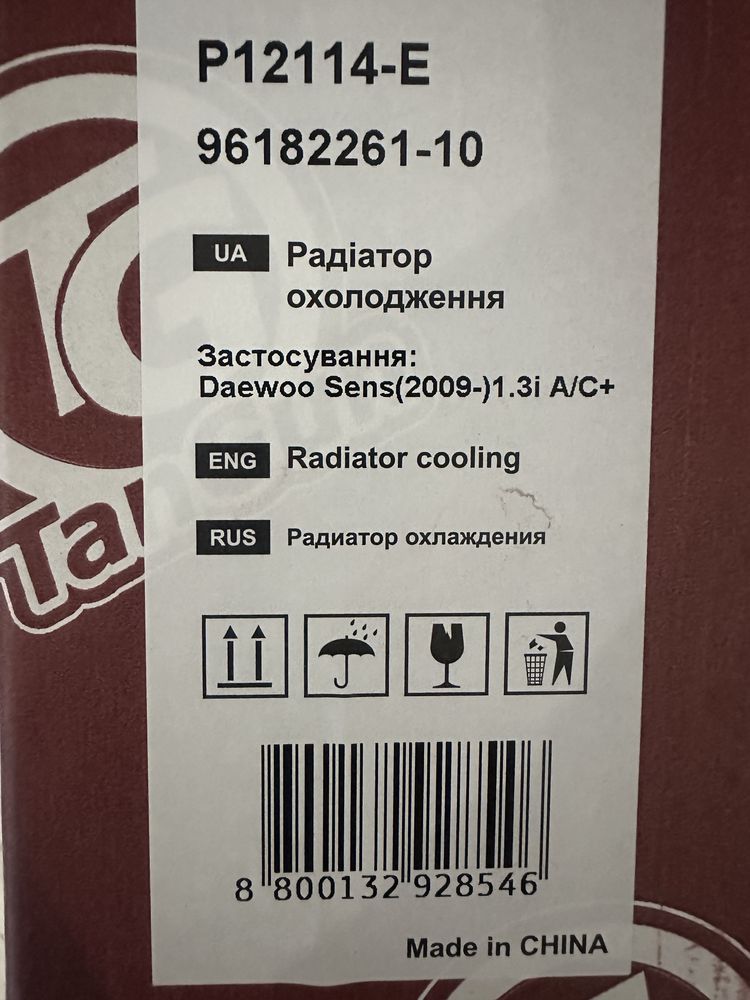 P12114-E
96182261-10
UA Радіатор
охолодження
Застосування:
Daewoo Sens(2009-)1.3i A/C+
ENG Radiator cooling
RUS Радиатор охлаждения
8 800132 928546
Made in CHINA